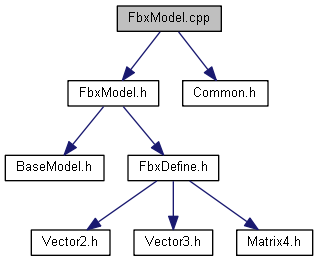 FbxModel.cpp
FbxModel.h
Common.h
BaseModel.h
FbxDefine.h
Vector2.h
Vector3.h
Matrix4.h